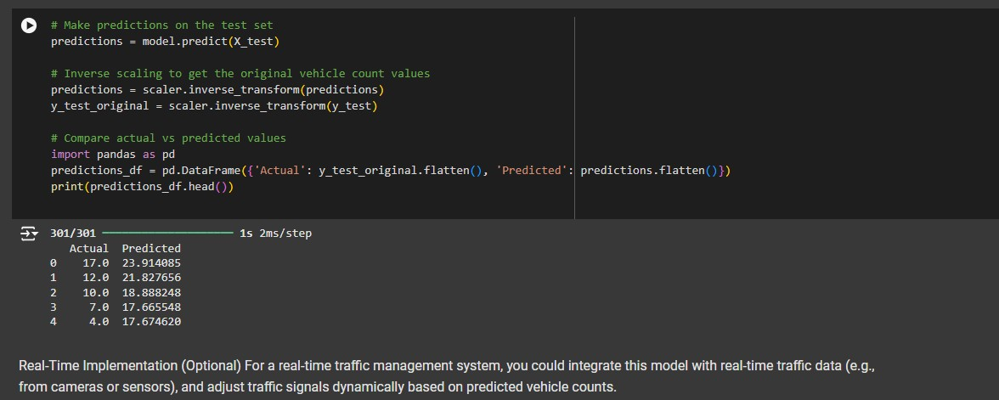 # Make predictions on the test set
predictions = model.predict(X_test)
# Inverse scaling to get the original vehicle count values
predictions = scaler.inverse_transform(predictions)
y_test_original = scaler.inverse_transform(y_test)
# Compare actual vs predicted values
import pandas as pd
predictions_df = pd.DataFrame({'Actual': y_test_original.flatten(), 'Predicted': predictions.flatten()})
print(predictions_df.head())
301/301 1s 2ms/step
Actual Predicted
0 17.0 23.914085
1 12.0 21.827656
2 10.0 18.888248
3 7.0 17.665548
4 4.0 17.674620
Real-Time Implementation (Optional) For a real-time traffic management system, you could integrate this model with real-time traffic data (e.g.,
from cameras or sensors), and adjust traffic signals dynamically based on predicted vehicle counts.